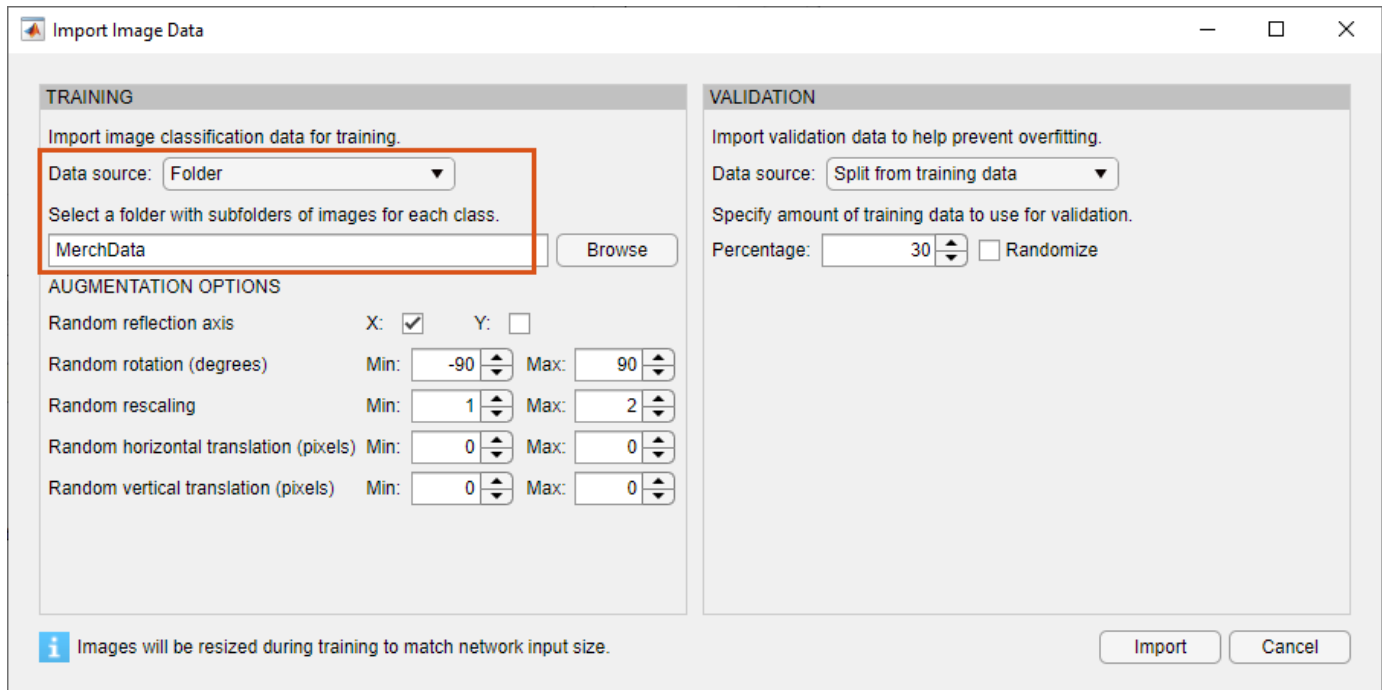 Import Image Data
TRAINING
Import image classification data for training.
Data source: Folder
Select a folder with subfolders of images for each class.
MerchData Browse
AUGMENTATION OPTIONS
Random reflection axis X: Y:
Random rotation (degrees) Min: -90 Max: 90
Random rescaling Min: 1 Max: 2
Random horizontal translation (pixels) Min: 0 Max: 0
Random vertical translation (pixels) Min: 0 Max: 0
VALIDATION
Import validation data to help prevent overfitting.
Data source: Split from training data
Specify amount of training data to use for validation.
Percentage: 30 Randomize
Images will be resized during training to match network input size.
Import Cancel